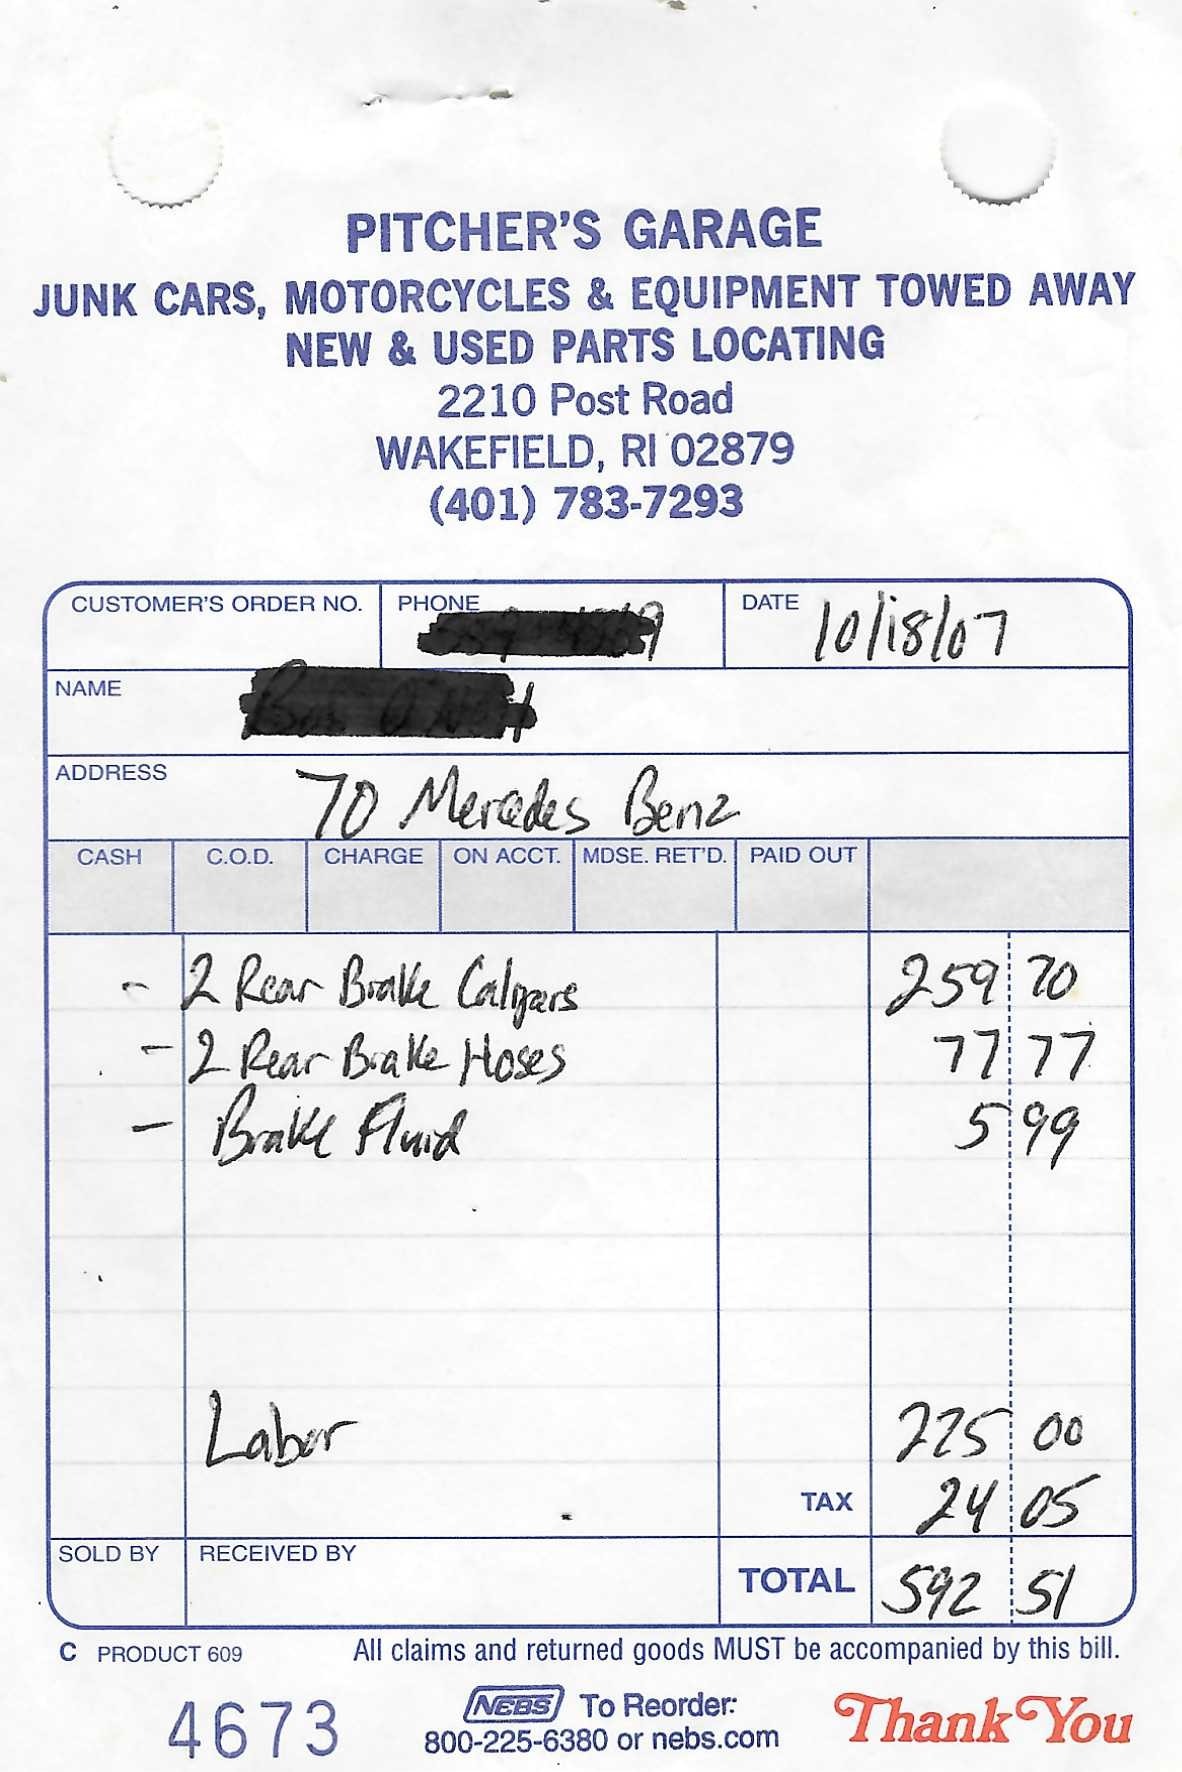 PITCHER'S GARAGE
JUNK CARS, MOTORCYCLES & EQUIPMENT TOWED AWAY
NEW & USED PARTS LOCATING
2210 Post Road
WAKEFIELD, RI 02879
(401) 783-7293
CUSTOMER'S ORDER NO. PHONE DATE 10/18/07
NAME
ADDRESS 70 Mercedes Benz
CASH C.O.D. CHARGE ON ACCT. MDSE. RET'D. PAID OUT
- 2 Rear Brake Calipars 259 70
- 2 Rear Brake Hoses 77 77
- Brake Fluid 5 99
Labor 225 00
TAX 24 05
SOLD BY RECEIVED BY TOTAL 592 51
C PRODUCT 609 All claims and returned goods MUST be accompanied by this bill.
4673 NEBS To Reorder: Thank You
800-225-6380 or nebs.com